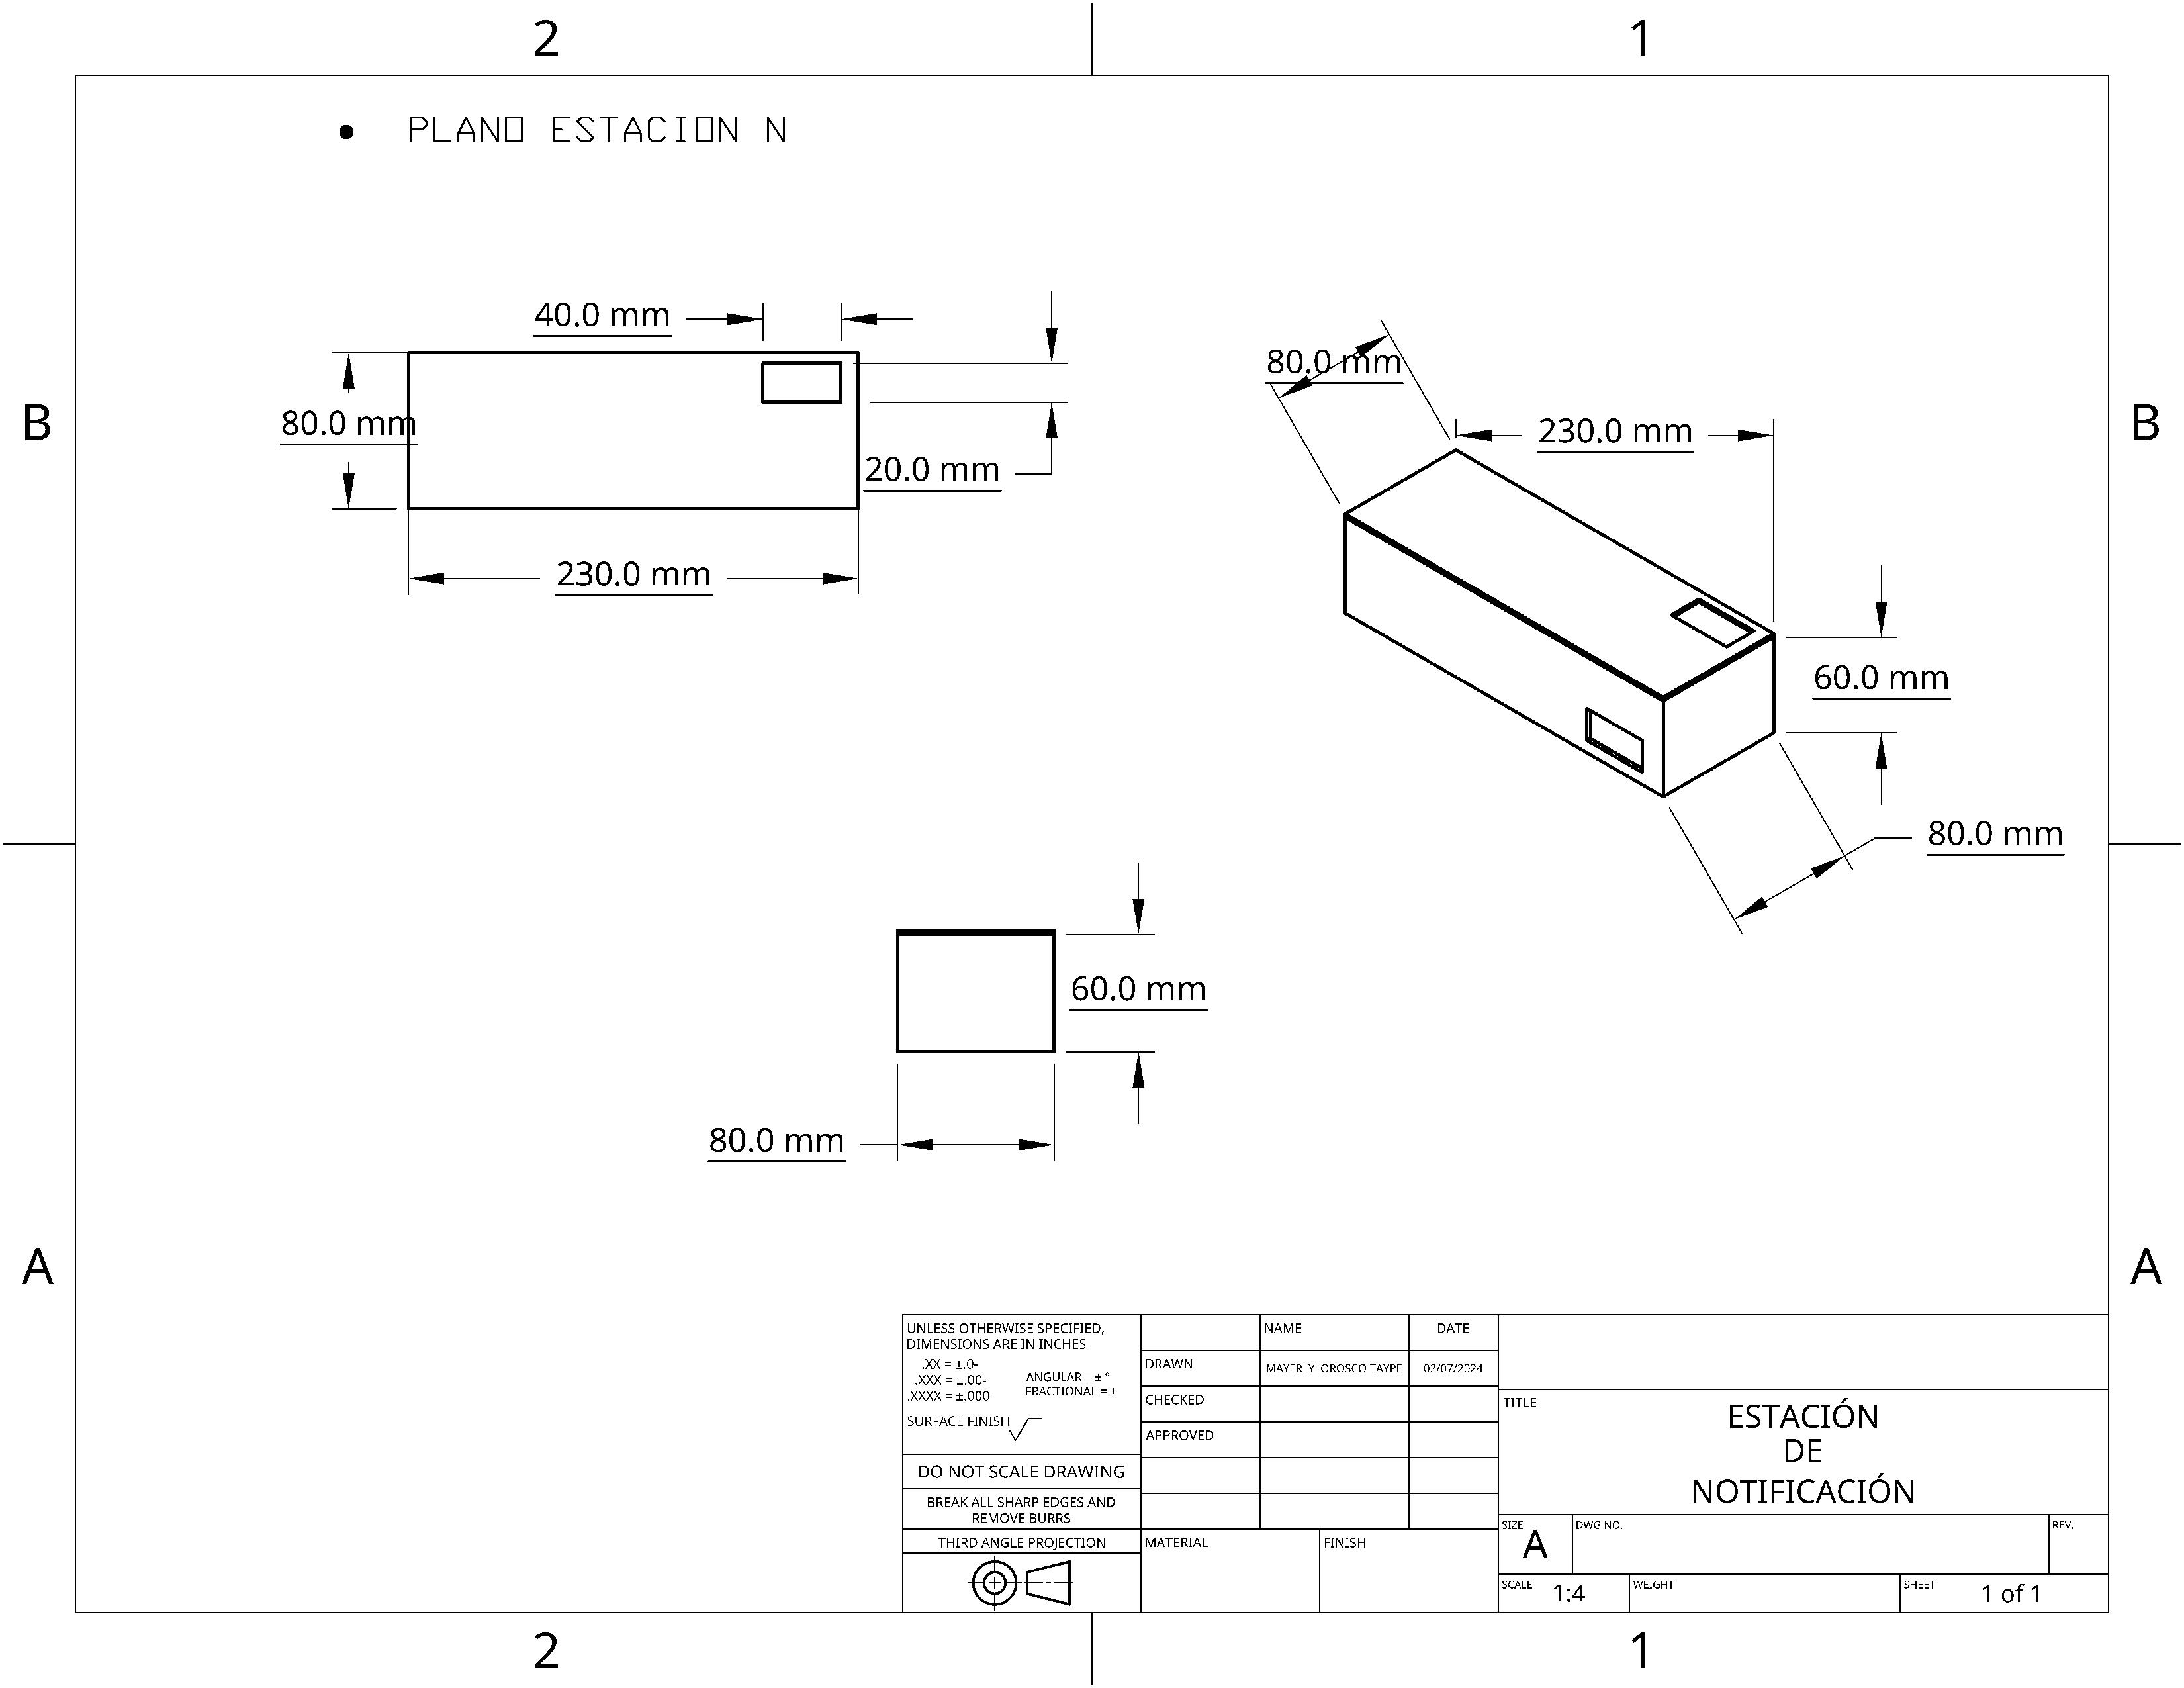 2
1
• PLANO ESTACION N
40.0 mm
80.0 mm
20.0 mm
230.0 mm
80.0 mm
230.0 mm
60.0 mm
80.0 mm
60.0 mm
80.0 mm
B
B
A
A
UNLESS OTHERWISE SPECIFIED,
DIMENSIONS ARE IN INCHES
.XX = ±.0-
.XXX = ±.00-
.XXXX = ±.000-
ANGULAR = ± °
FRACTIONAL = ±
SURFACE FINISH
DO NOT SCALE DRAWING
BREAK ALL SHARP EDGES AND
REMOVE BURRS
THIRD ANGLE PROJECTION
NAME DATE
DRAWN MAYERLY OROSCO TAYPE 02/07/2024
CHECKED
APPROVED
MATERIAL FINISH
TITLE
ESTACIÓN
DE
NOTIFICACIÓN
SIZE A DWG NO. REV.
SCALE 1:4 WEIGHT SHEET 1 of 1
2
1